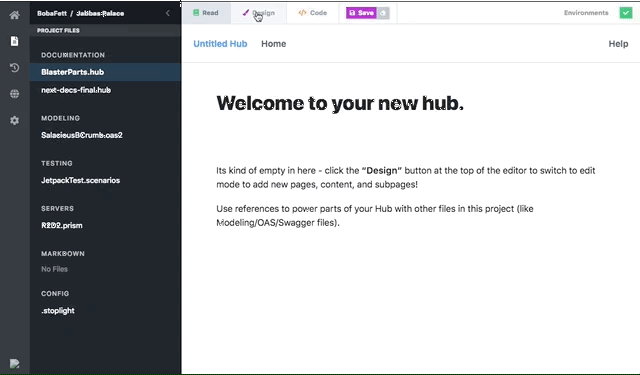 BobaFett / Jabbas Palace
Read
Design
Code
Save
Environments
PROJECT FILES
DOCUMENTATION
BlasterParts.hub
next-docs-final.hub
MODELING
SalaciousBCrumb.oas2
TESTING
JetpackTest.scenarios
SERVERS
R2D2.prism
MARKDOWN
No Files
CONFIG
.stoplight
Untitled Hub
Home
Help
Welcome to your new hub.
Its kind of empty in here - click the “Design” button at the top of the editor to switch to edit
mode to add new pages, content, and subpages!
Use references to power parts of your Hub with other files in this project (like
Modeling/OAS/Swagger files).